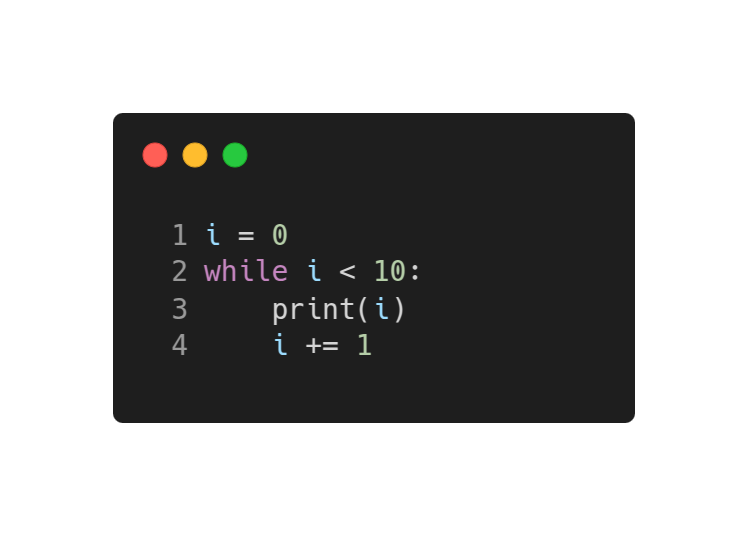 1 i = 0
2 while i < 10:
3     print(i)
4     i += 1